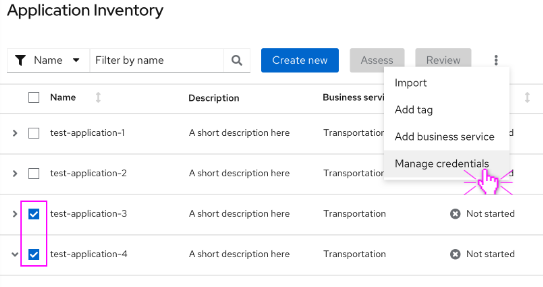 Application Inventory
Name Filter by name Create new Assess Review
Import
Add tag
Add business service
Manage credentials
Name Description Business servi
test-application-1 A short description here Transportation
test-application-2 A short description here Transportation
test-application-3 A short description here Transportation Not started
test-application-4 A short description here Transportation Not started